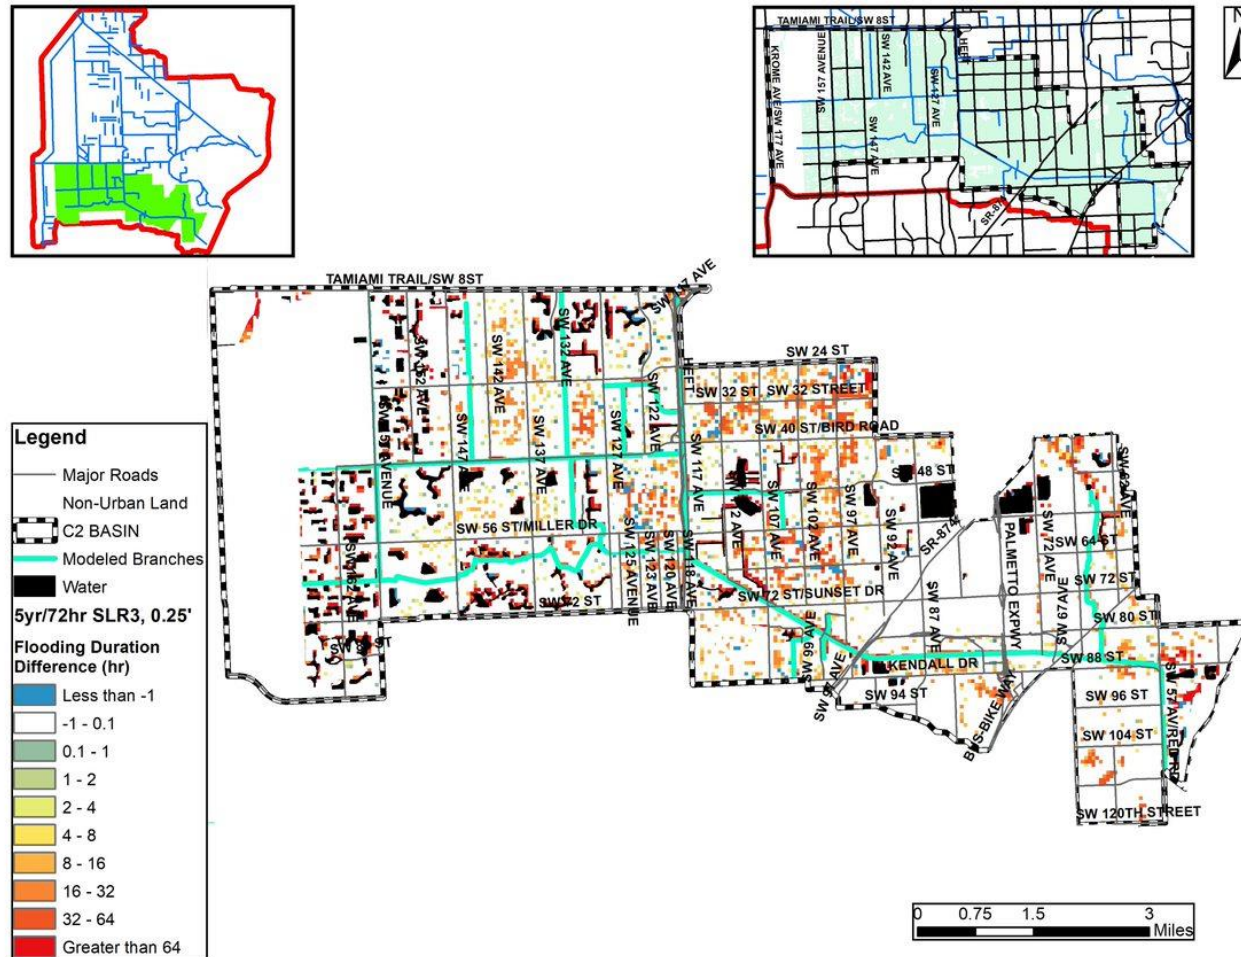 TAMIAMI TRAIL/SW 8ST
HEFT
KROME AVE/SW 177 AVE
SW 157 AVENUE
SW 142 AVE
SW 127 AVE
SW 147 AVE
SR-874
N
TAMIAMI TRAIL/SW 8ST
SW 132 AVE
SW 142 AVE
HEFT
SW 24 ST
SW 122 AVE
SW 32 ST
SW 32 STREET
SW 147 A
SW 137 AVE
SW 127 AVE
SW 40 ST/BIRD ROAD
SW 117 AVE
48 ST
SW 107 AVE
SW 102 AVE
SW 97 AVE
SW 92 AVE
SW 56 ST/MILLER DR
SW 125 AVENUE
SW 123 AVE
SW 120 AVE
SW 118 AVE
SR-874
PALMETTO EXPWY
SW 72 AVE
SW 64 ST
SW 72 ST
SW 72 ST
SW 72 ST/SUNSET DR
SW 87 AVE
SW 67 AVE
SW 80 ST
SW 99 AVE
KENDALL DR
SW 88 ST
SW 94 ST
SW 96 ST
SW 57 AV/RED RD
BUS-BIKE WAY
SW 104 ST
SW 120TH STREET
Legend
Major Roads
Non-Urban Land
C2 BASIN
Modeled Branches
Water
5yr/72hr SLR3, 0.25'
Flooding Duration
Difference (hr)
Less than -1
-1 - 0.1
0.1 - 1
1 - 2
2 - 4
4 - 8
8 - 16
16 - 32
32 - 64
Greater than 64
0 0.75 1.5 3
Miles